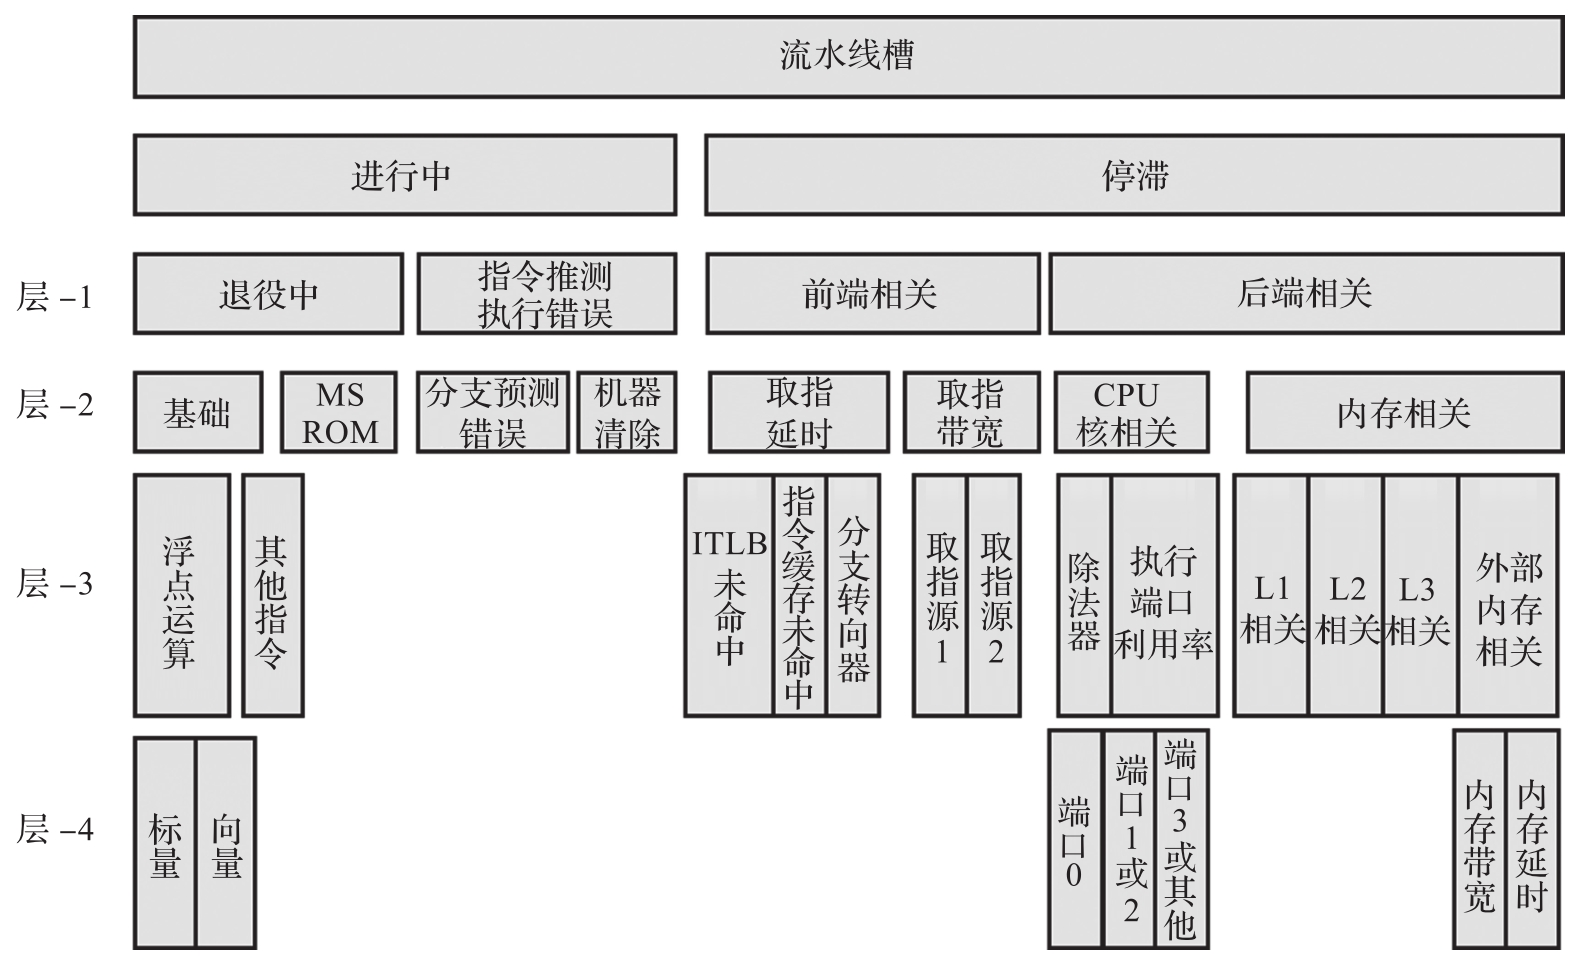 流水线槽
进行中
停滞
层-1
退役中
指令推测
执行错误
前端相关
后端相关
层-2
基础
MS
ROM
分支预测
错误
机器
清除
取指
延时
取指
带宽
CPU
核相关
内存相关
层-3
浮点运算
其他指令
ITLB
未命中
指令缓存未命中
分支转向器
取指源1
取指源2
除法器
执行
端口
利用率
L1
相关
L2
相关
L3
相关
外部
内存
相关
层-4
标量
向量
端口0
端口1或2
端口3或其他
内存带宽
内存延时